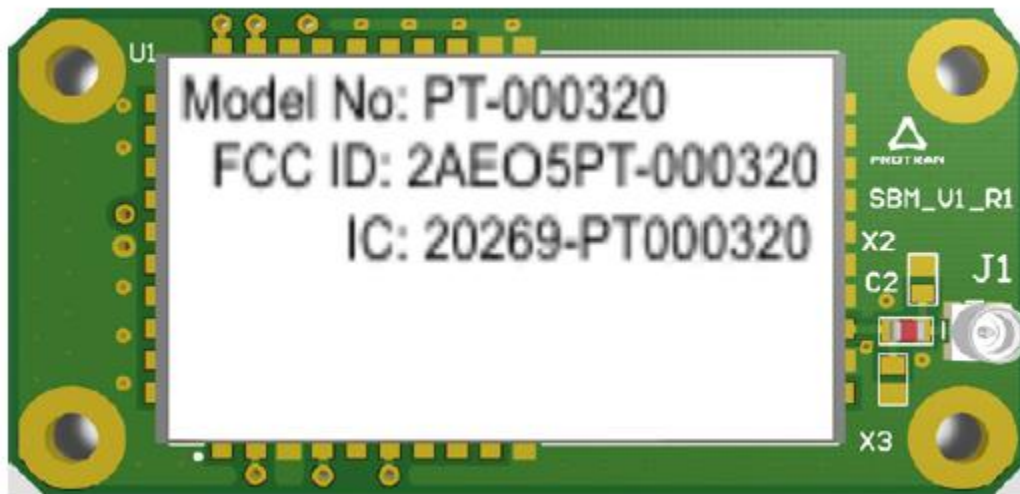 U1
Model No: PT-000320
FCC ID: 2AEO5PT-000320
IC: 20269-PT000320
PROTRAN
SBM_V1_R1
X2
C2
J1
X3